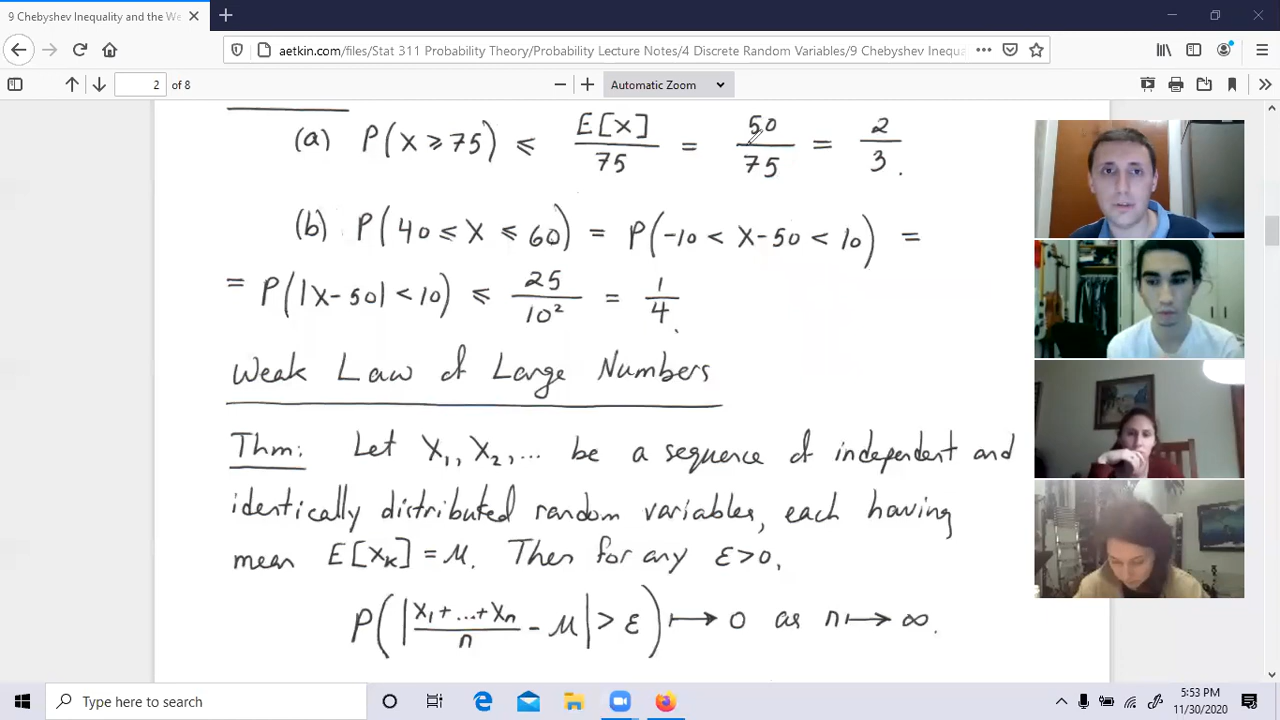 9 Chebyshev Inequality and the We
aetkin.com/files/Stat 311 Probability Theory/Probability Lecture Notes/4 Discrete Random Variables/9 Chebyshev Inequa
2 of 8
Automatic Zoom
(a) P(X ≥ 75) ≤ E[X]/75 = 50/75 = 2/3.
(b) P(40 ≤ X ≤ 60) = P(-10 < X-50 < 10) =
= P(|X-50| < 10) ≤ 25/10² = 1/4.
Weak Law of Large Numbers
Thm: Let X₁, X₂, ... be a sequence of independent and
identically distributed random variables, each having
mean E[Xₖ] = μ. Then for any ε>0,
P(|(X₁+...+Xₙ)/n - μ| > ε) ↦ 0 as n ↦ ∞.
Type here to search
5:53 PM
11/30/2020